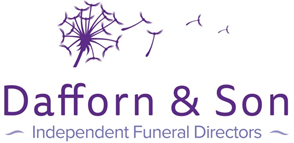 Dafforn & Son
Independent Funeral Directors